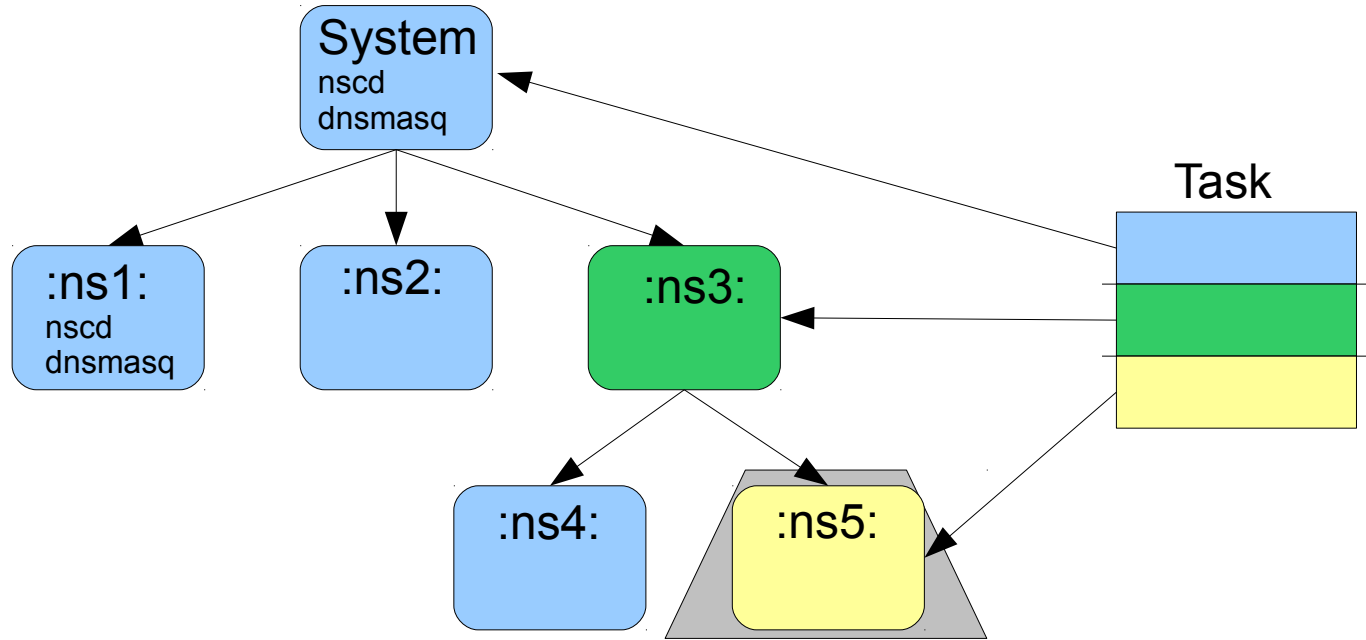 System
nscd
dnsmasq
Task
:ns1:
nscd
dnsmasq
:ns2:
:ns3:
:ns4:
:ns5: